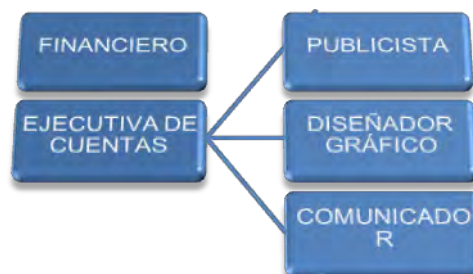 FINANCIERO
PUBLICISTA
EJECUTIVA DE
CUENTAS
DISEÑADOR
GRÁFICO
COMUNICADO
R